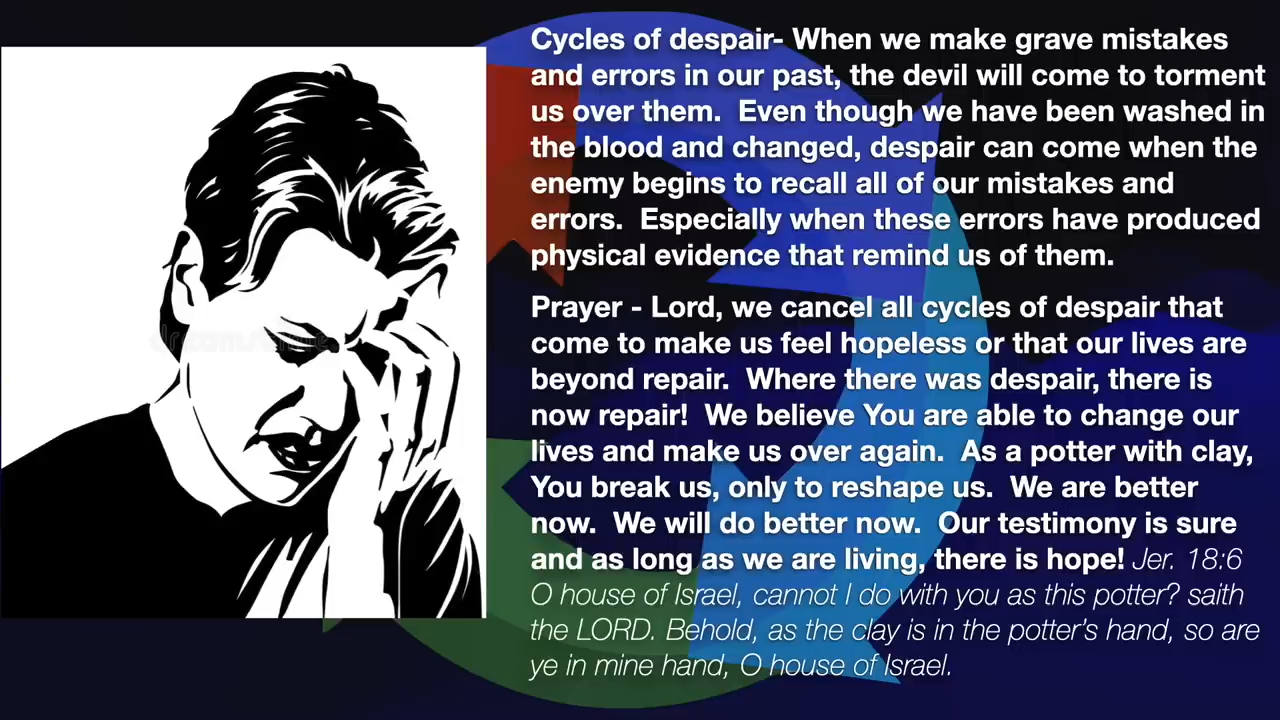 Cycles of despair- When we make grave mistakes
and errors in our past, the devil will come to torment
us over them.  Even though we have been washed in
the blood and changed, despair can come when the
enemy begins to recall all of our mistakes and
errors.  Especially when these errors have produced
physical evidence that remind us of them.
Prayer - Lord, we cancel all cycles of despair that
come to make us feel hopeless or that our lives are
beyond repair.  Where there was despair, there is
now repair!  We believe You are able to change our
lives and make us over again.  As a potter with clay,
You break us, only to reshape us.  We are better
now.  We will do better now.  Our testimony is sure
and as long as we are living, there is hope! Jer. 18:6
O house of Israel, cannot I do with you as this potter? saith
the LORD. Behold, as the clay is in the potter's hand, so are
ye in mine hand, O house of Israel.